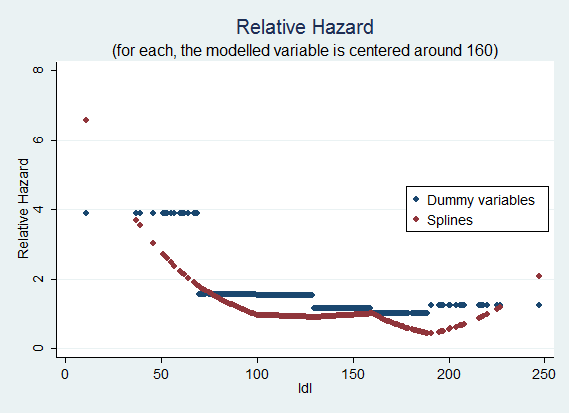 Relative Hazard
(for each, the modelled variable is centered around 160)
8
6
4
2
0
Relative Hazard
Dummy variables
Splines
0 50 100 150 200 250
ldl